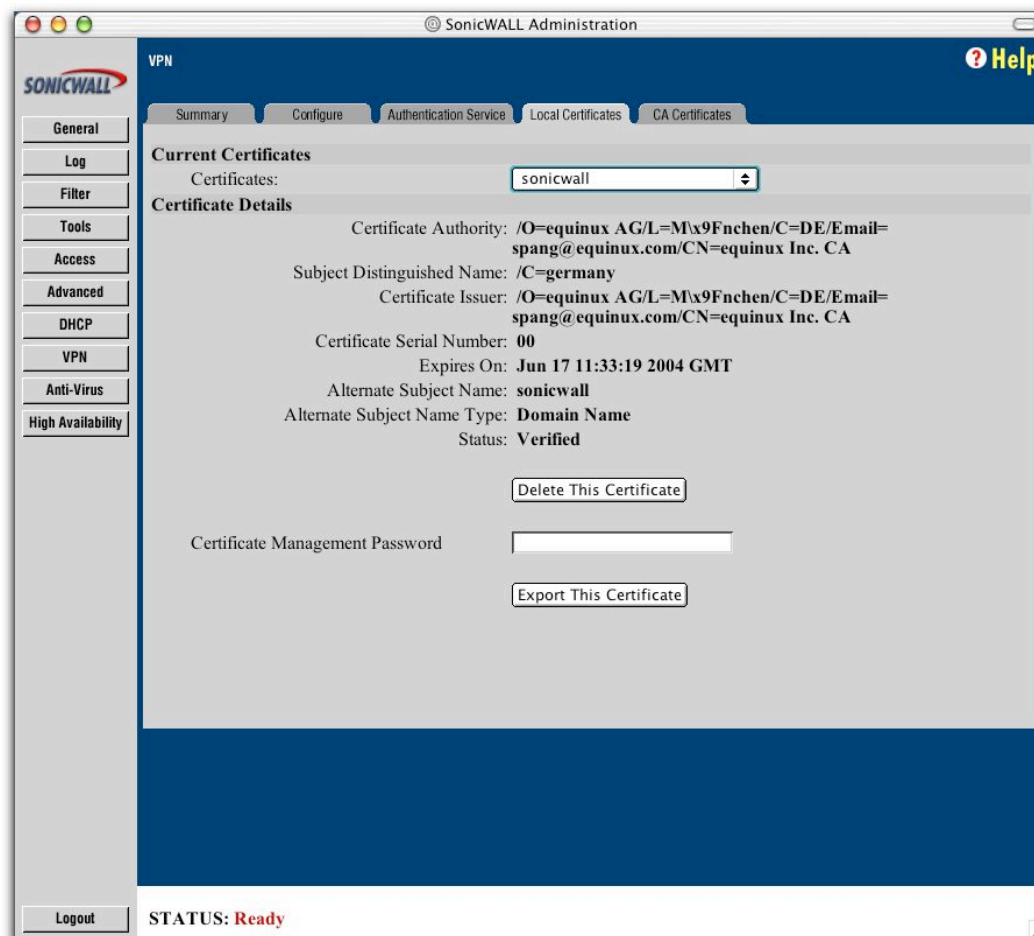 SonicWALL Administration
SONICWALL
VPN
? Help
Summary
Configure
Authentication Service
Local Certificates
CA Certificates
General
Log
Filter
Tools
Access
Advanced
DHCP
VPN
Anti-Virus
High Availability
Current Certificates
Certificates: sonicwall
Certificate Details
Certificate Authority: /O=equinux AG/L=M\x9Fnchen/C=DE/Email=
spang@equinux.com/CN=equinux Inc. CA
Subject Distinguished Name: /C=germany
Certificate Issuer: /O=equinux AG/L=M\x9Fnchen/C=DE/Email=
spang@equinux.com/CN=equinux Inc. CA
Certificate Serial Number: 00
Expires On: Jun 17 11:33:19 2004 GMT
Alternate Subject Name: sonicwall
Alternate Subject Name Type: Domain Name
Status: Verified
Delete This Certificate
Certificate Management Password
Export This Certificate
Logout
STATUS: Ready